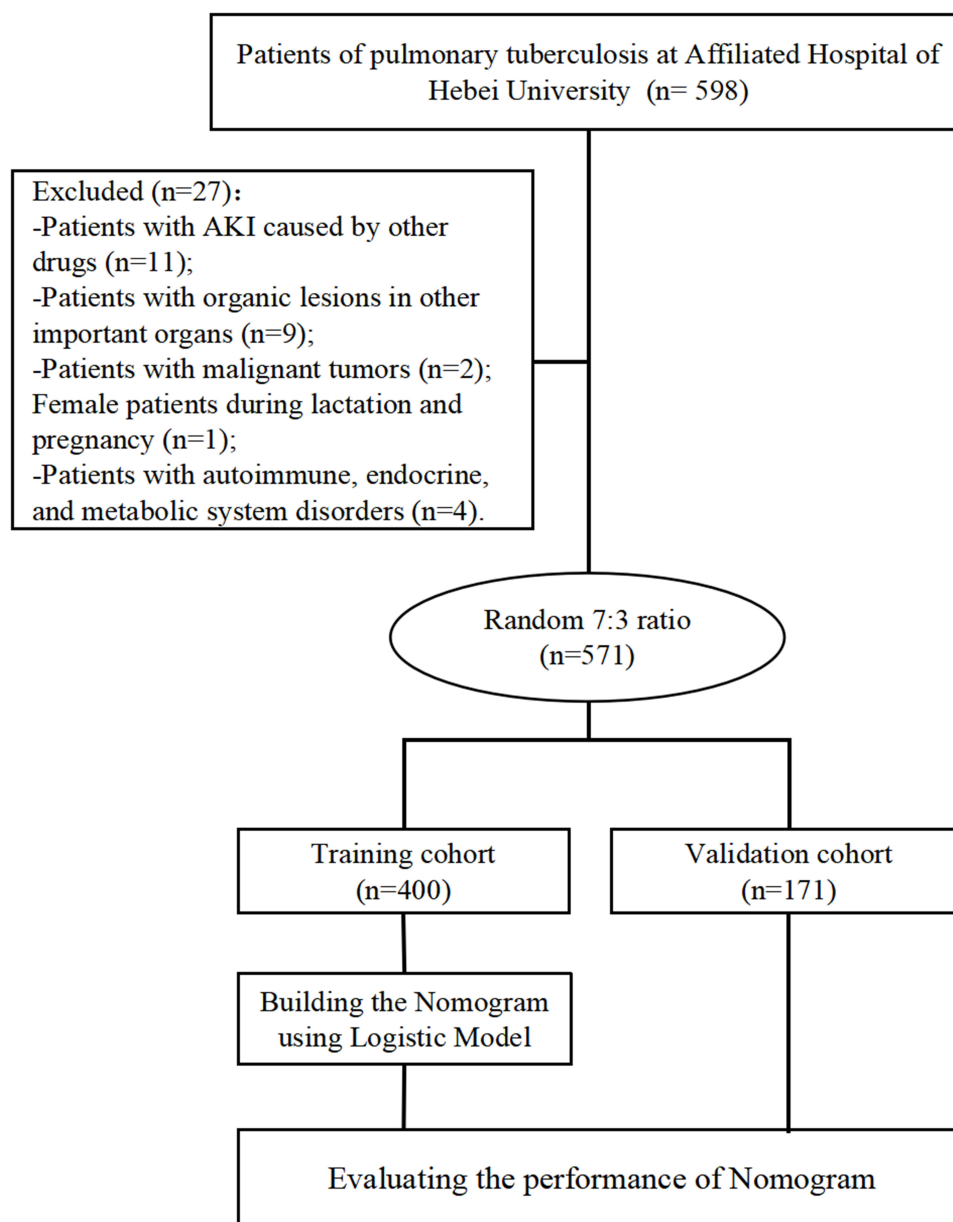 Patients of pulmonary tuberculosis at Affiliated Hospital of
Hebei University (n= 598)
Excluded (n=27)：
-Patients with AKI caused by other
drugs (n=11);
-Patients with organic lesions in other
important organs (n=9);
-Patients with malignant tumors (n=2);
Female patients during lactation and
pregnancy (n=1);
-Patients with autoimmune, endocrine,
and metabolic system disorders (n=4).
Random 7:3 ratio
(n=571)
Training cohort
(n=400)
Validation cohort
(n=171)
Building the Nomogram
using Logistic Model
Evaluating the performance of Nomogram